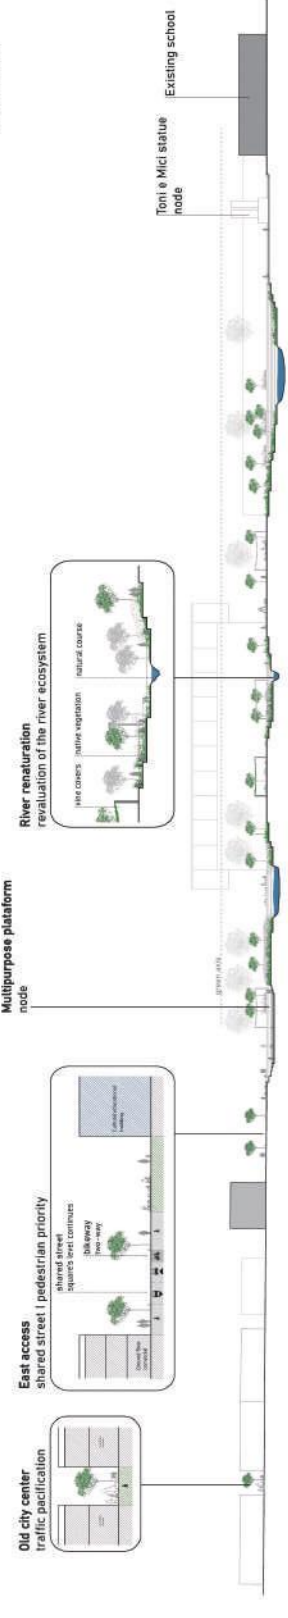 Old city center
traffic pacification
East access
shared street | pedestrian priority
shared street
square's level continues
bikeway
two-way
Multipurpose plataform
node
River renaturation
revaluation of the river ecosystem
vine covers
native vegetation
natural course
green axis
Toni e Mici statue
node
Existing school